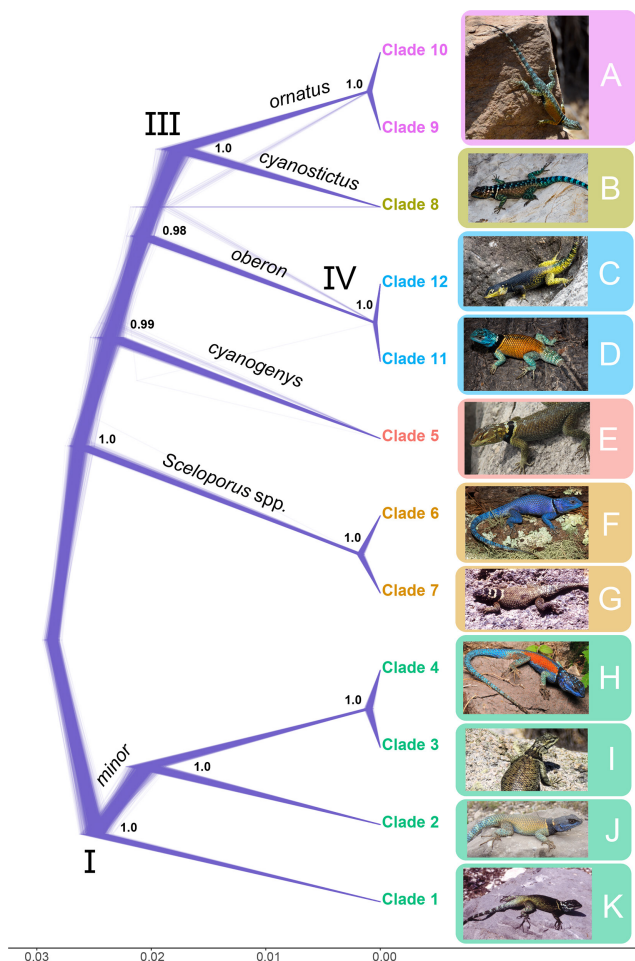 Clade 10
A
1.0
ornatus
III
Clade 9
1.0
cyanostictus
B
Clade 8
0.98
oberon
IV
Clade 12
C
1.0
0.99
D
Clade 11
cyanogenys
E
Clade 5
1.0
Sceloporus spp.
Clade 6
F
1.0
Clade 7
G
Clade 4
H
1.0
Clade 3
I
minor
1.0
Clade 2
J
1.0
I
Clade 1
K
0.03
0.02
0.01
0.00